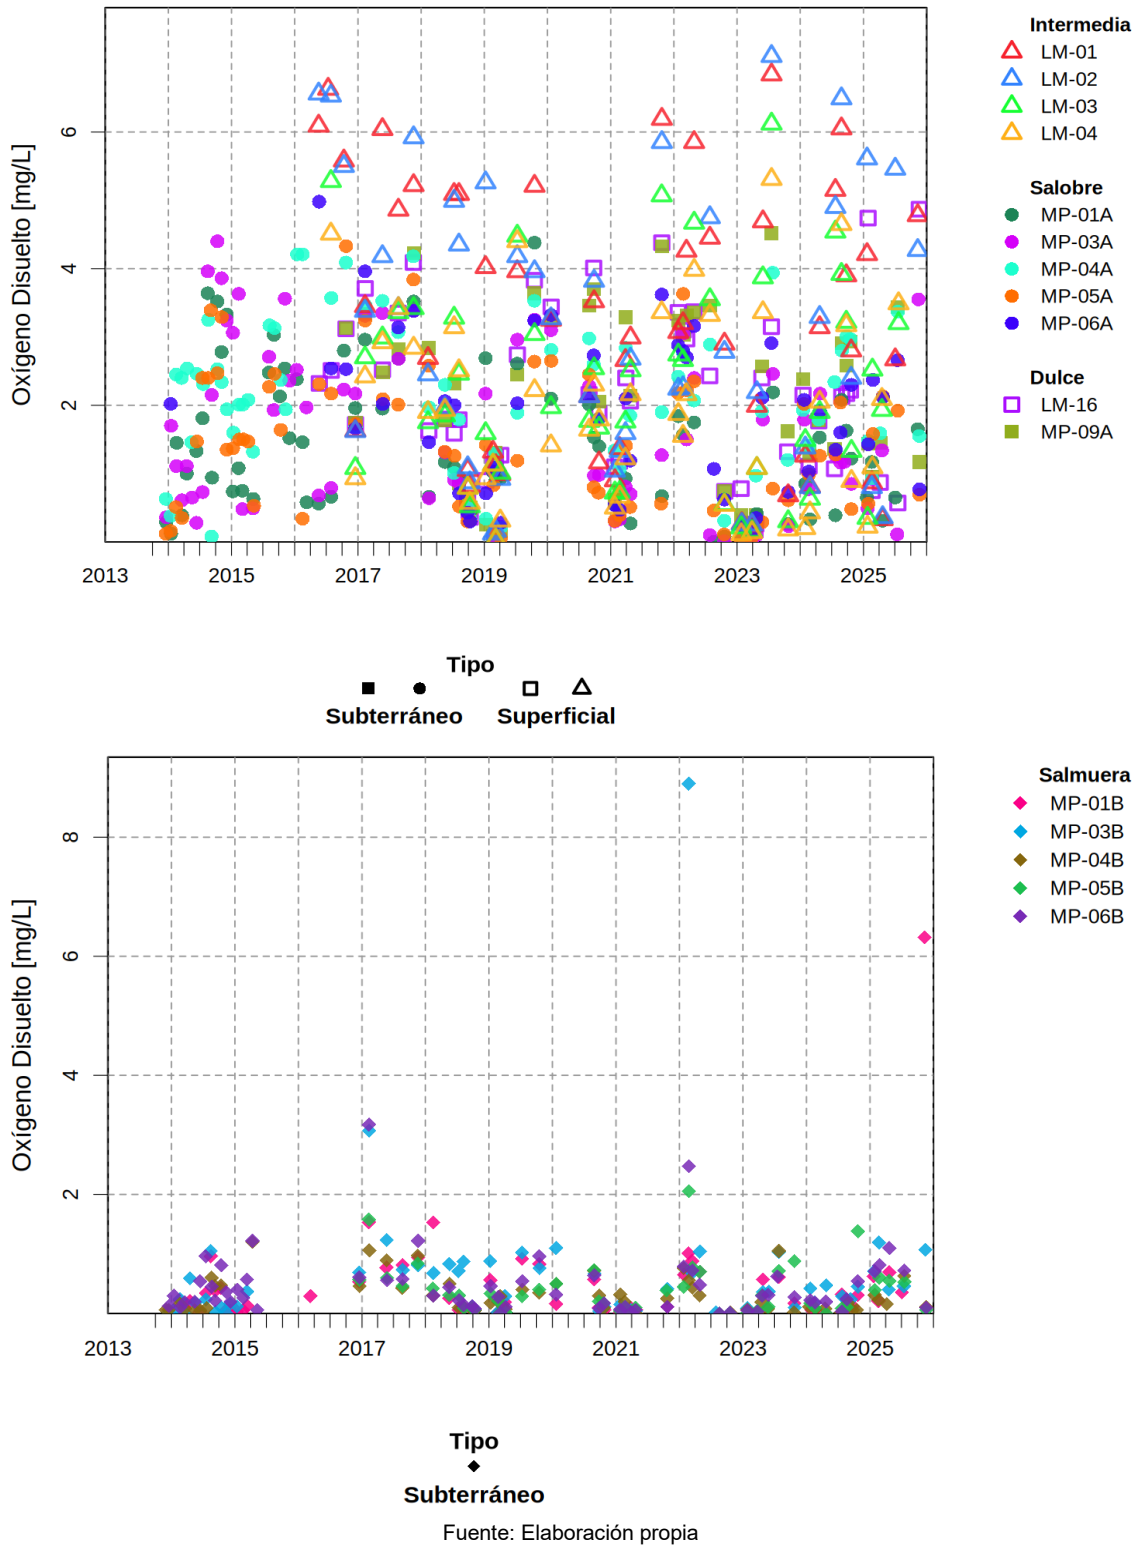 Oxígeno Disuelto [mg/L]
6
4
2
2013 2015 2017 2019 2021 2023 2025
Intermedia
LM-01
LM-02
LM-03
LM-04
Salobre
MP-01A
MP-03A
MP-04A
MP-05A
MP-06A
Dulce
LM-16
MP-09A
Tipo
Subterráneo Superficial
Oxígeno Disuelto [mg/L]
8
6
4
2
2013 2015 2017 2019 2021 2023 2025
Salmuera
MP-01B
MP-03B
MP-04B
MP-05B
MP-06B
Tipo
Subterráneo
Fuente: Elaboración propia